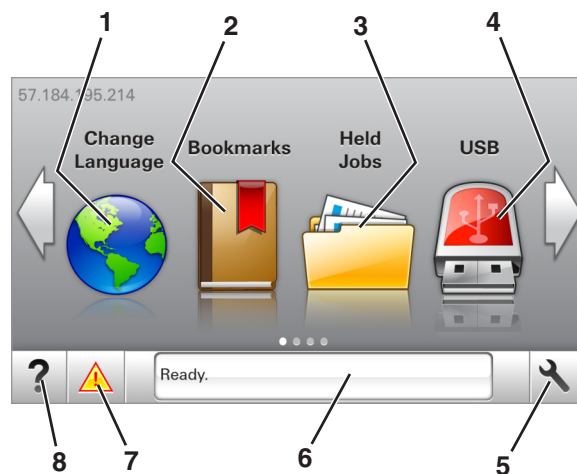 1
2
3
4
57.184.195.214
Change
Language
Bookmarks
Held
Jobs
USB
?
Ready.
8
7
6
5